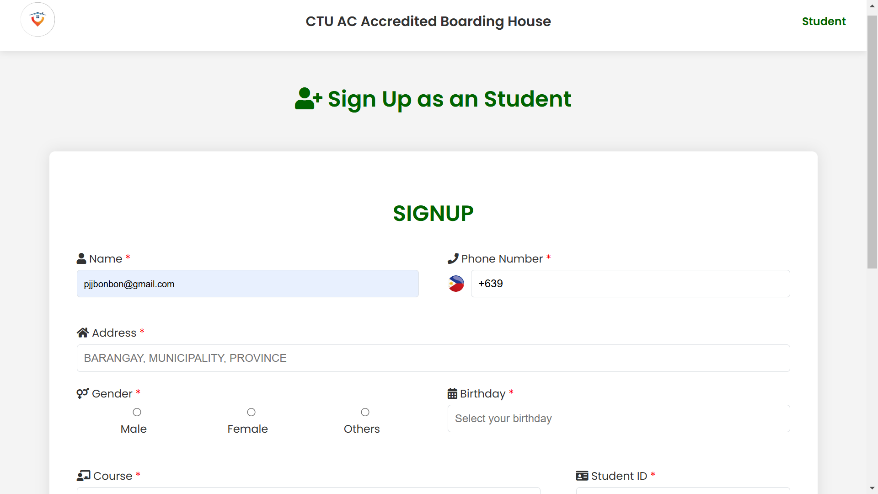 CTU AC Accredited Boarding House
Student
Sign Up as an Student
SIGNUP
Name *
Phone Number *
pjjbonbon@gmail.com
+639
Address *
BARANGAY, MUNICIPALITY, PROVINCE
Gender *
Birthday *
Male
Female
Others
Select your birthday
Course *
Student ID *